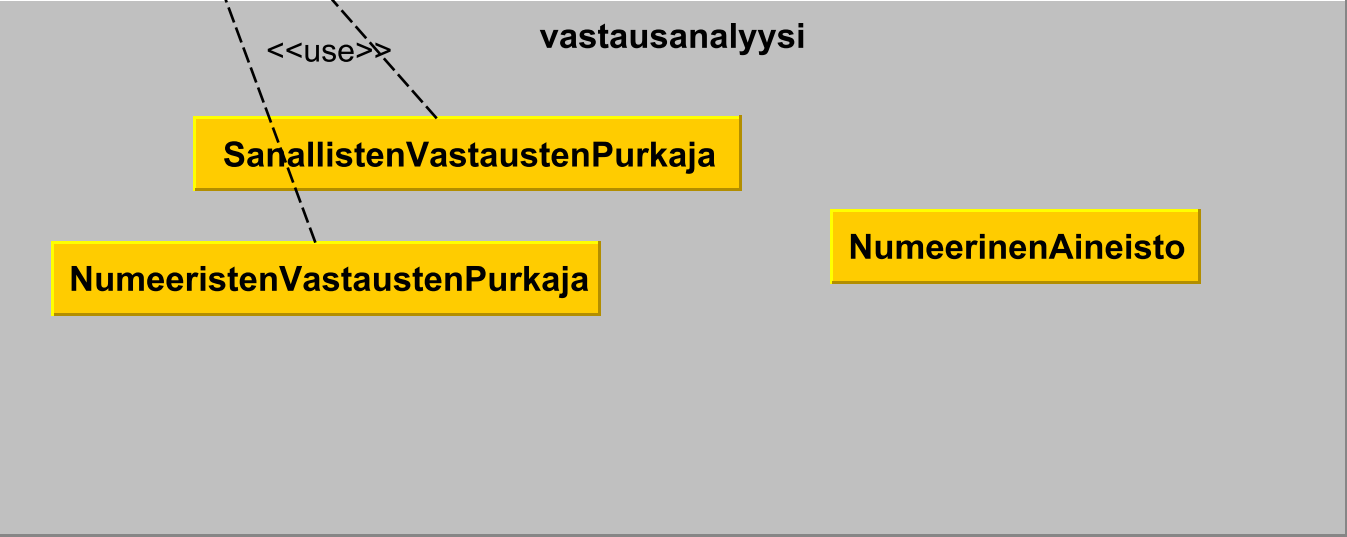 vastausanalyysi
<<use>>
SanallistenVastaustenPurkaja
NumeerinenAineisto
NumeeristenVastaustenPurkaja